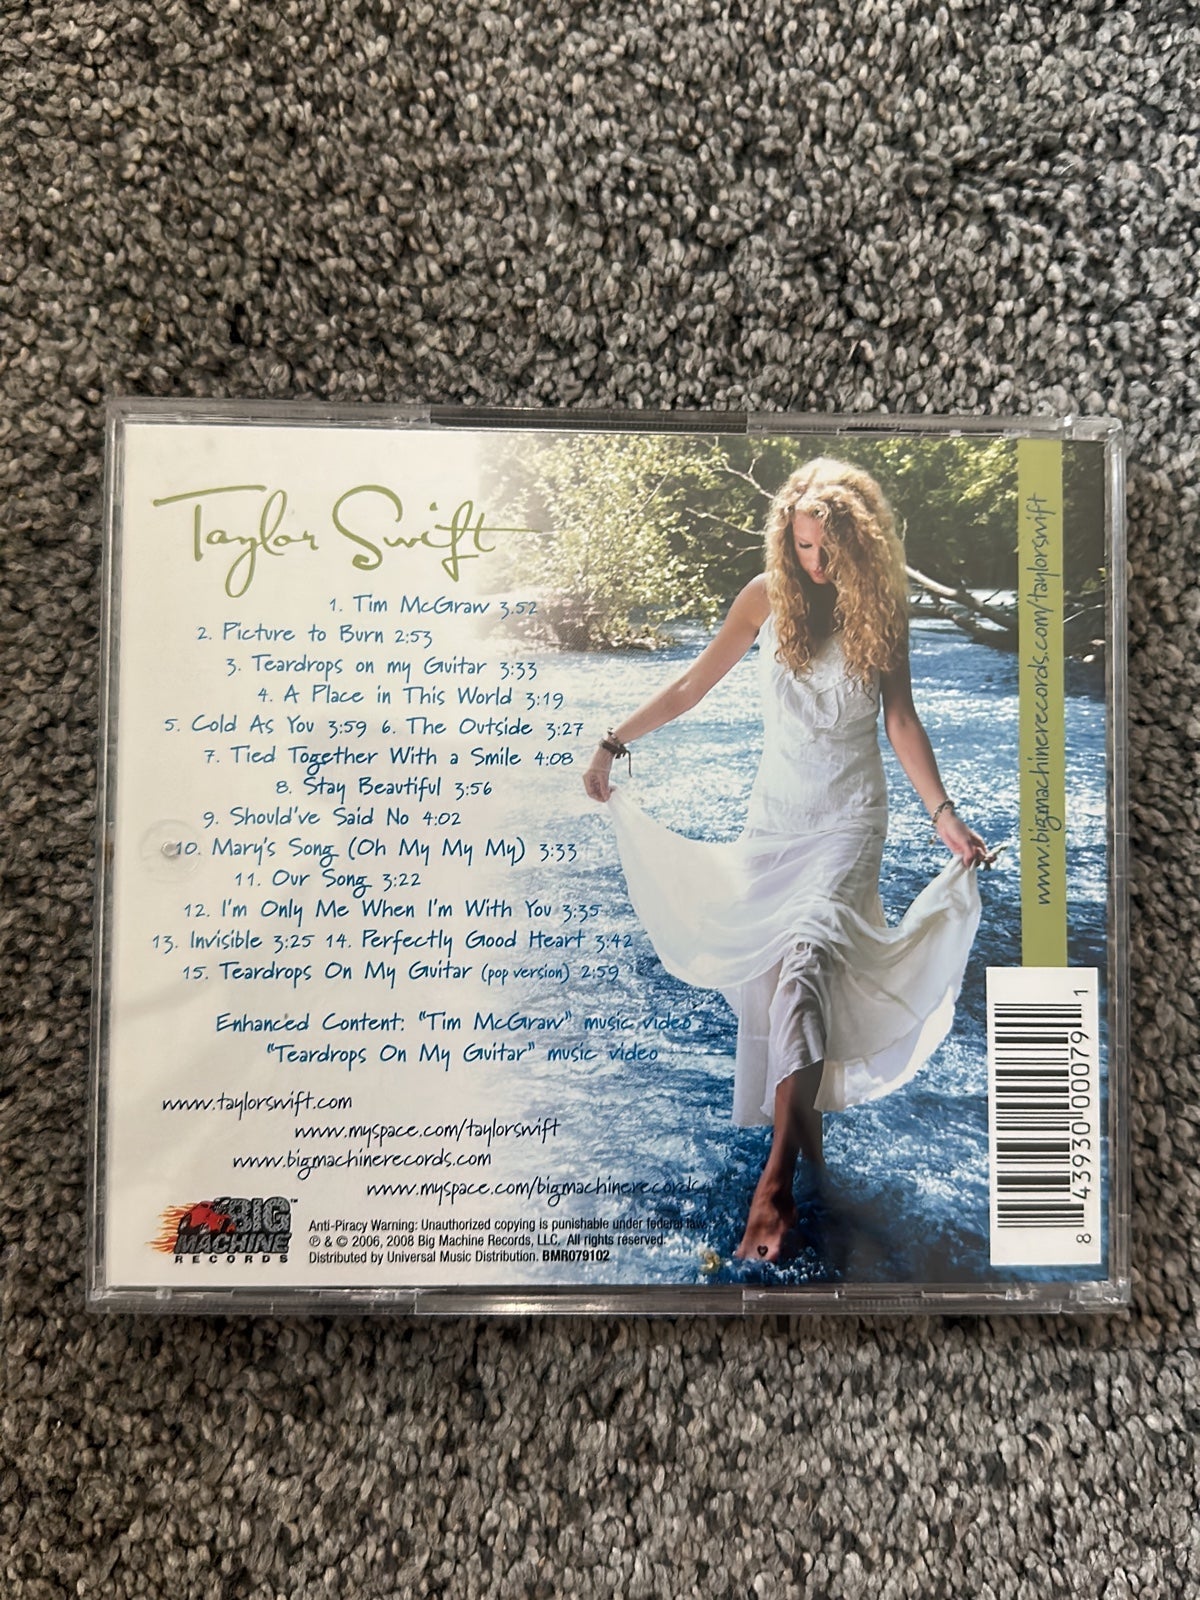 Taylor Swift
1. Tim McGraw 3:52
2. Picture to Burn 2:53
3. Teardrops on my Guitar 3:33
4. A Place in This World 3:19
5. Cold As You 3:59 6. The Outside 3:27
7. Tied Together With a Smile 4:08
8. Stay Beautiful 3:56
9. Should've Said No 4:02
10. Mary's Song (Oh My My My) 3:33
11. Our Song 3:22
12. I'm Only Me When I'm With You 3:35
13. Invisible 3:25 14. Perfectly Good Heart 3:42
15. Teardrops On My Guitar (pop version) 2:59
Enhanced Content: "Tim McGraw" music video
"Teardrops On My Guitar" music video
www.taylorswift.com
www.myspace.com/taylorswift
www.bigmachinerecords.com
www.myspace.com/bigmachinerecords
BIG™
MACHINE
RECORDS
Anti-Piracy Warning: Unauthorized copying is punishable under federal law.
℗ & © 2006, 2008 Big Machine Records, LLC. All rights reserved.
Distributed by Universal Music Distribution. BMR079102
www.bigmachinerecords.com/taylorswift
8 43930 00079 1